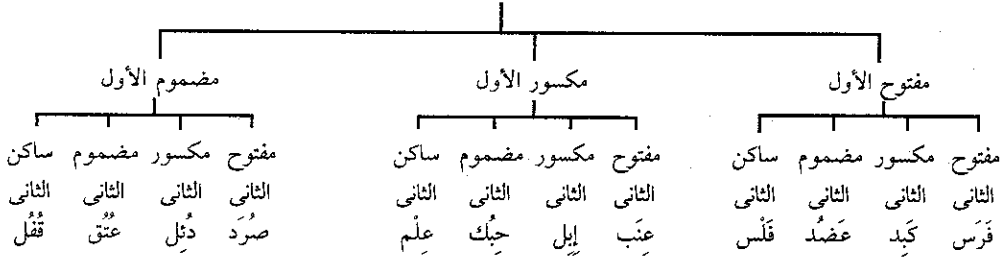 مفتوح الأول مكسور الأول مضموم الأول
مفتوح مكسور مضموم ساكن مفتوح مكسور مضموم ساكن مفتوح مكسور مضموم ساكن
الثانى الثانى الثانى الثانى الثانى الثانى الثانى الثانى الثانى الثانى الثانى الثانى
فَرَس كَبِد عَضُد فَلْس عِنَب إِبِل حِبُك عِلْم صُرَد دُئِل عُنُق قُفُل